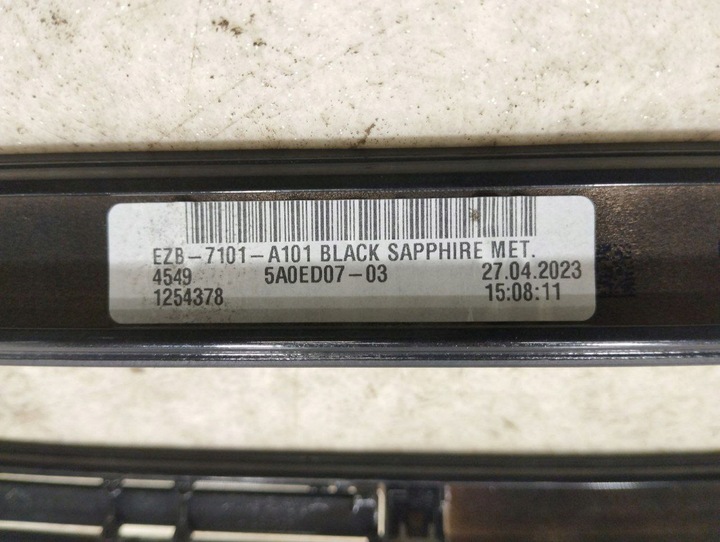 EZB-7101-A101 BLACK SAPPHIRE MET.
4549 5A0ED07-03 27.04.2023
1254378 15:08:11